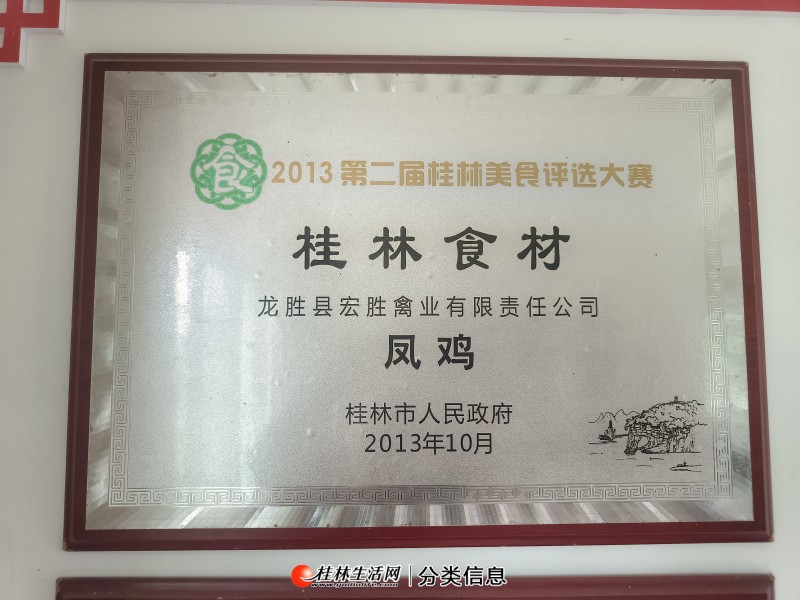 食
2013第二届桂林美食评选大赛
桂林食材
龙胜县宏胜禽业有限责任公司
凤鸡
桂林市人民政府
2013年10月
桂林生活网 | 分类信息
www.guilinlife.com